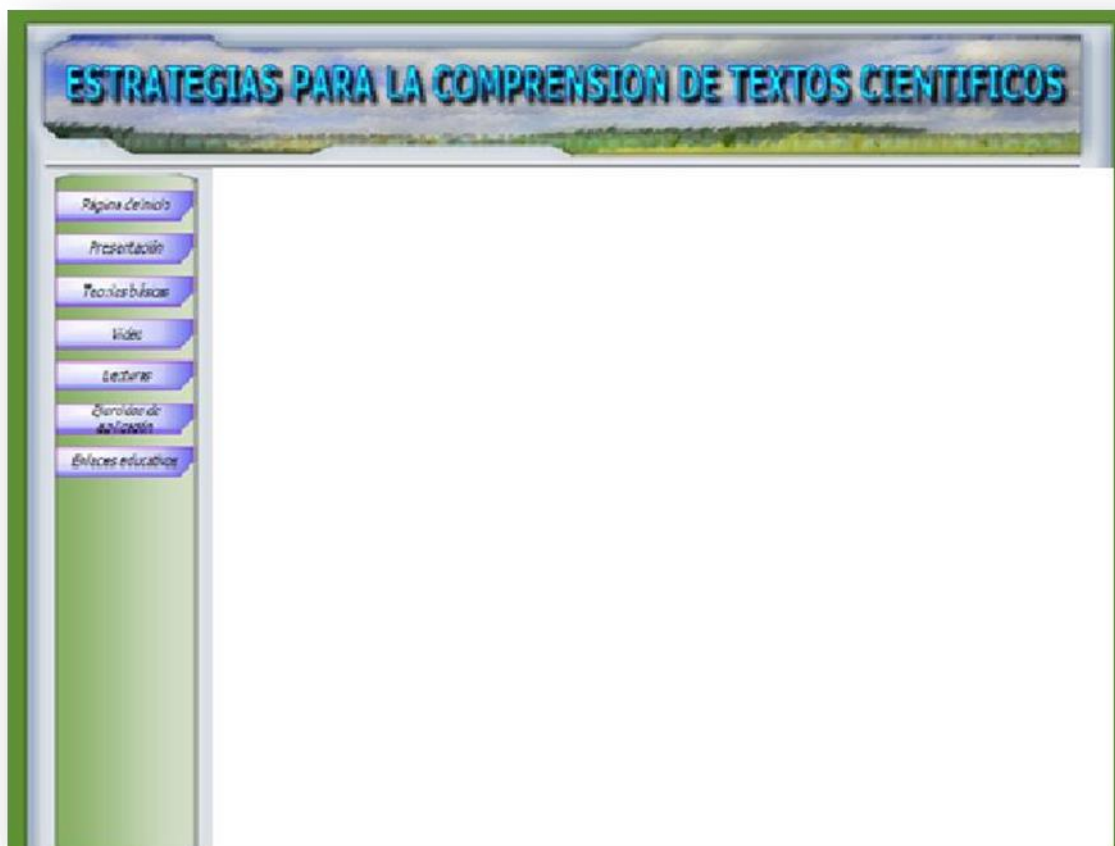 ESTRATEGIAS PARA LA COMPRENSION DE TEXTOS CIENTIFICOS
Página de inicio
Presentación
Teorías básicas
Video
Lecturas
Ejercicios de
aplicación
Enlaces educativos